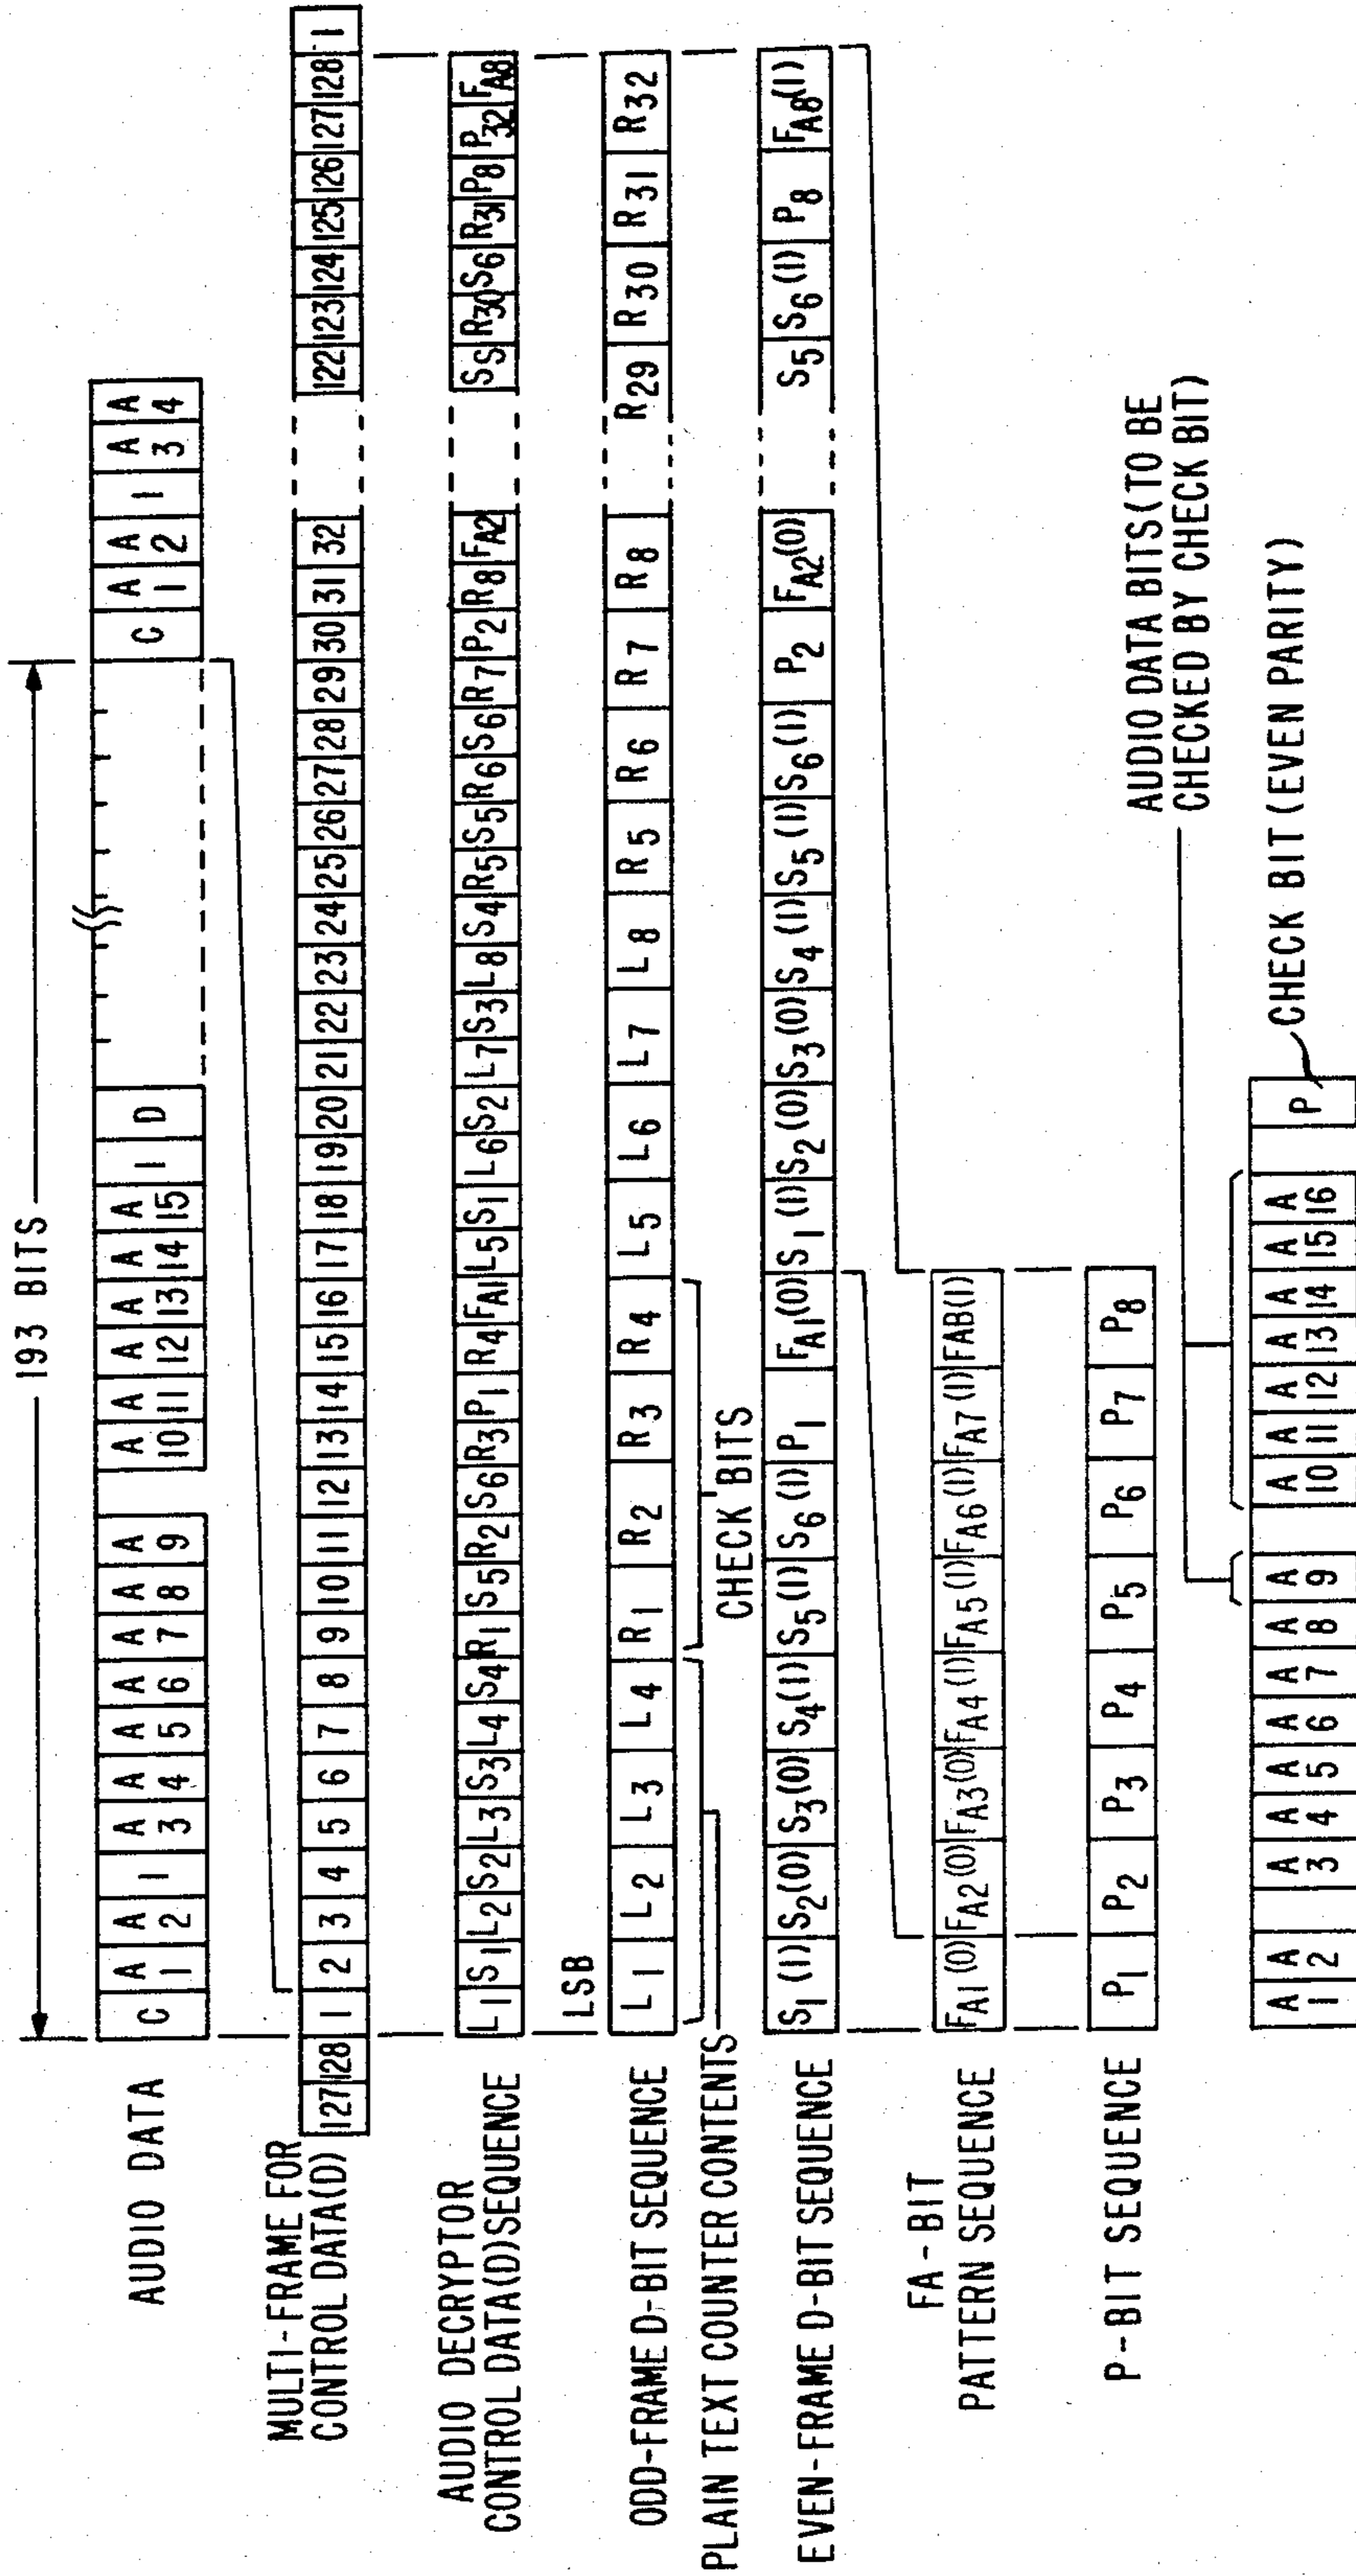 193 BITS
AUDIO DATA
C A1 A2 1 A3 A4 A5 A6 A7 A8 A9 A10 A11 A12 A13 A14 A15 1 D C A1 A2 1 A3 A4
MULTI-FRAME FOR
CONTROL DATA(D)
127 128 1 2 3 4 5 6 7 8 9 10 11 12 13 14 15 16 17 18 19 20 21 22 23 24 25 26 27 28 29 30 31 32 122 123 124 125 126 127 128 1
AUDIO DECRYPTOR
CONTROL DATA(D)SEQUENCE
L1 S1 L2 S2 L3 S3 L4 S4 R1 S5 R2 S6 R3 P1 R4 FA1 L5 S1 L6 S2 L7 S3 L8 S4 R5 S5 R6 S6 R7 P2 R8 FA2 SS R30 S6 R31 P8 P32 FA8
LSB
ODD-FRAME D-BIT SEQUENCE
L1 L2 L3 L4 R1 R2 R3 R4 L5 L6 L7 L8 R5 R6 R7 R8 R29 R30 R31 R32
PLAIN TEXT COUNTER CONTENTS
CHECK BITS
EVEN-FRAME D-BIT SEQUENCE
S1(1) S2(0) S3(0) S4(1) S5(1) S6(1) P1 FA1(0) S1(1) S2(0) S3(0) S4(1) S5(1) S6(1) P2 FA2(0) S5 S6(1) P8 FA8(1)
FA-BIT
PATTERN SEQUENCE
FA1(0) FA2(0) FA3(0) FA4(1) FA5(1) FA6(1) FA7(1) FAB(1)
P-BIT SEQUENCE
P1 P2 P3 P4 P5 P6 P7 P8
AUDIO DATA BITS(TO BE
CHECKED BY CHECK BIT)
A1 A2 A3 A4 A5 A6 A7 A8 A9 A10 A11 A12 A13 A14 A15 A16 P
CHECK BIT(EVEN PARITY)